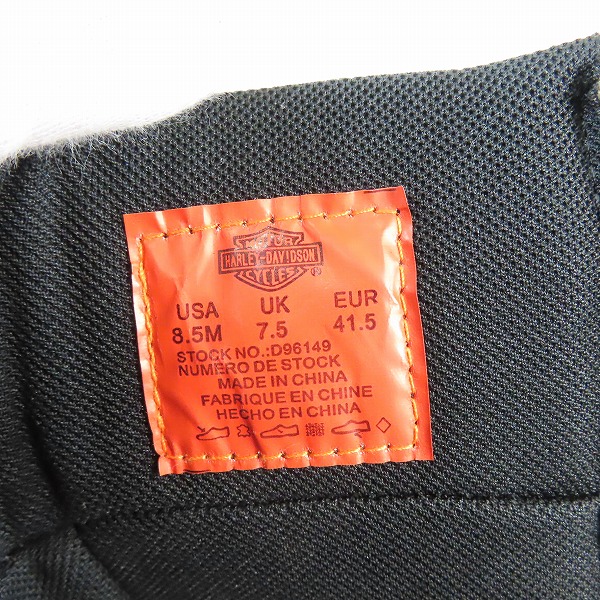 MOTOR
HARLEY-DAVIDSON
CYCLES ®
USA UK EUR
8.5M 7.5 41.5
STOCK NO.:D96149
NUMERO DE STOCK
MADE IN CHINA
FABRIQUE EN CHINE
HECHO EN CHINA